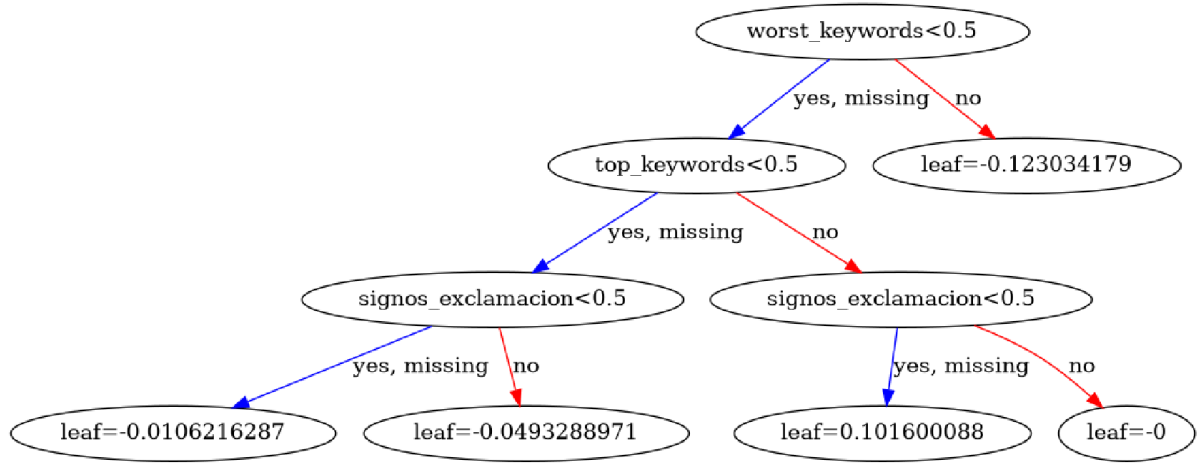 worst_keywords<0.5
yes, missing
no
top_keywords<0.5
leaf=-0.123034179
yes, missing
no
signos_exclamacion<0.5
signos_exclamacion<0.5
yes, missing
no
yes, missing
no
leaf=-0.0106216287
leaf=-0.0493288971
leaf=0.101600088
leaf=-0